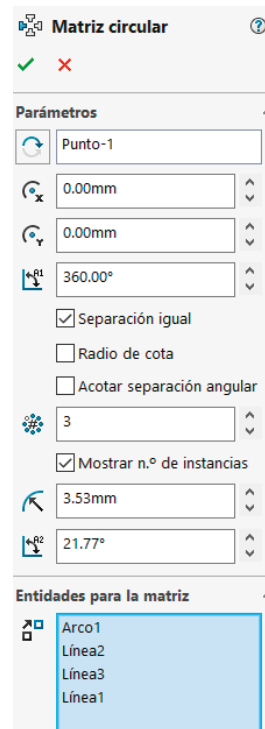 Matriz circular
Parámetros
Punto-1
0.00mm
0.00mm
360.00°
Separación igual
Radio de cota
Acotar separación angular
3
Mostrar n.º de instancias
3.53mm
21.77°
Entidades para la matriz
Arco1
Línea2
Línea3
Línea1